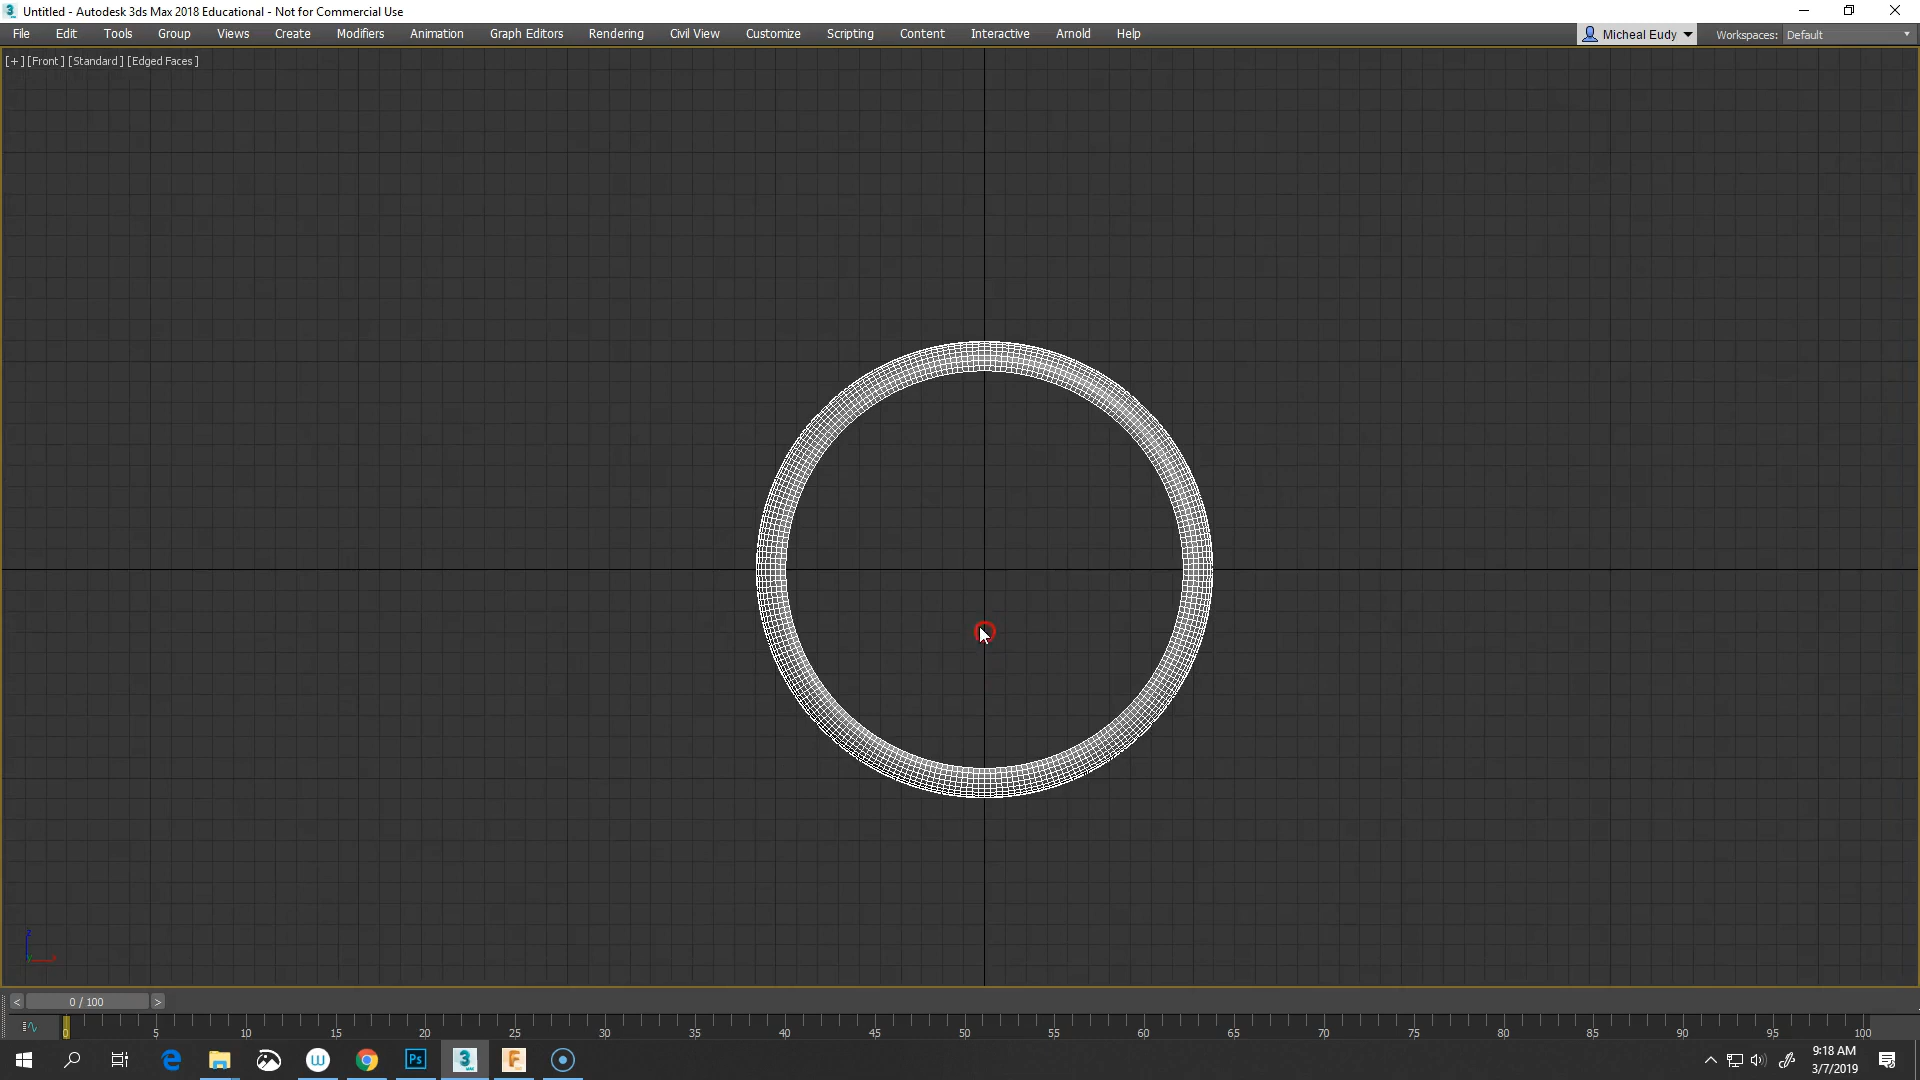 Untitled - Autodesk 3ds Max 2018 Educational - Not for Commercial Use
File Edit Tools Group Views Create Modifiers Animation Graph Editors Rendering Civil View Customize Scripting Content Interactive Arnold Help Micheal Eudy Workspaces: Default
[+] [Front] [Standard] [Edged Faces]
z
< 0 / 100 >
0 5 10 15 20 25 30 35 40 45 50 55 60 65 70 75 80 85 90 95 100
9:18 AM
3/7/2019